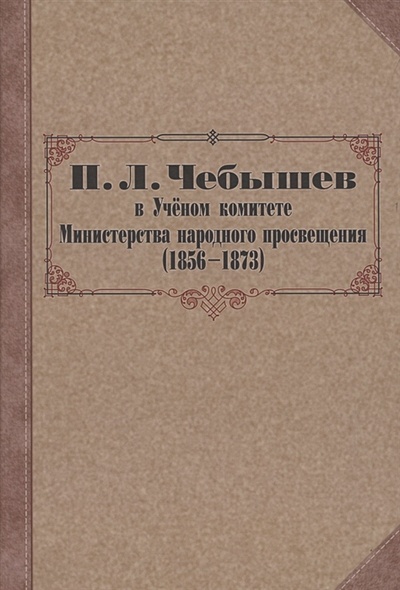 П. Л. Чебышев
в Учёном комитете
Министерства народного просвещения
(1856–1873)